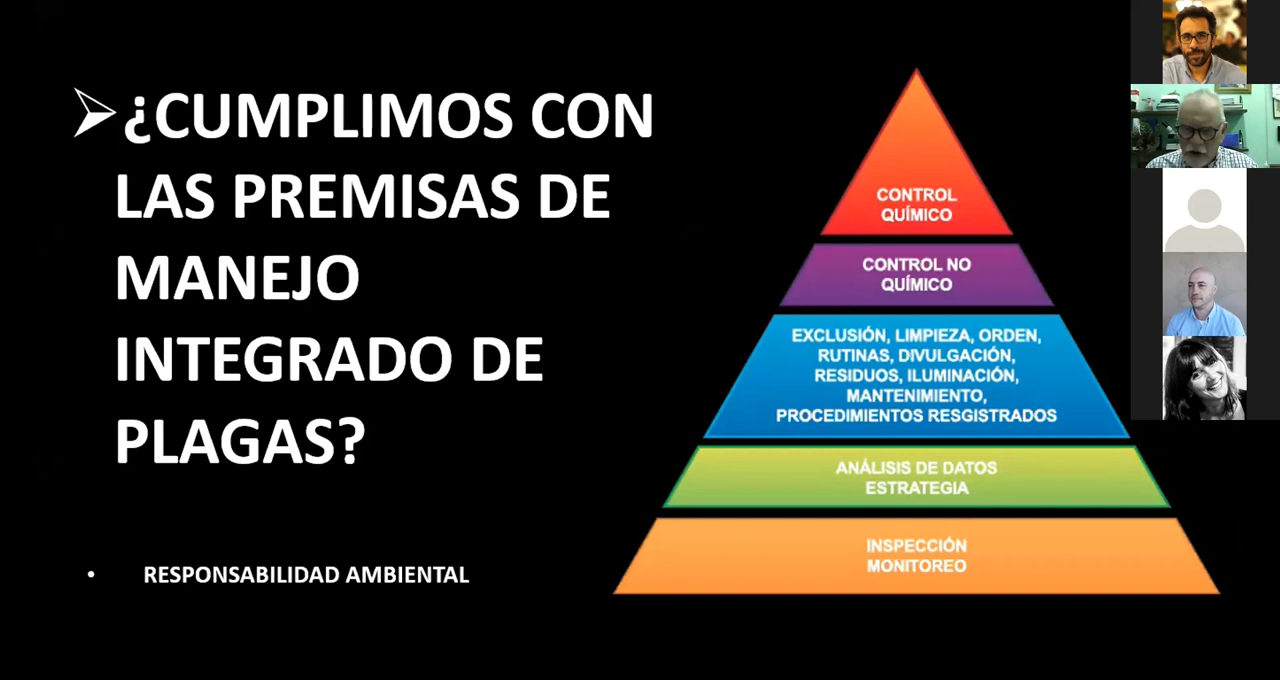 ¿CUMPLIMOS CON
LAS PREMISAS DE
MANEJO
INTEGRADO DE
PLAGAS?
• RESPONSABILIDAD AMBIENTAL
CONTROL
QUÍMICO
CONTROL NO
QUÍMICO
EXCLUSIÓN, LIMPIEZA, ORDEN,
RUTINAS, DIVULGACIÓN,
RESIDUOS, ILUMINACIÓN,
MANTENIMIENTO,
PROCEDIMIENTOS RESGISTRADOS
ANÁLISIS DE DATOS
ESTRATEGIA
INSPECCIÓN
MONITOREO